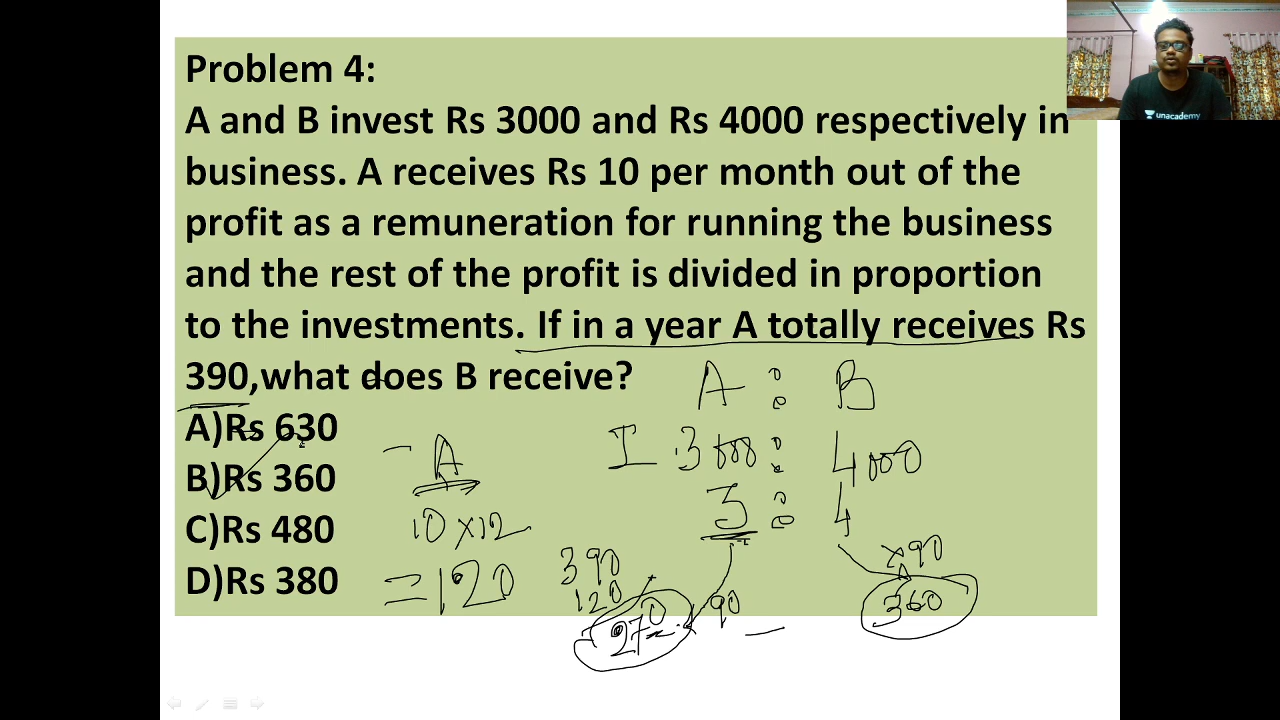 Problem 4:
A and B invest Rs 3000 and Rs 4000 respectively in
business. A receives Rs 10 per month out of the
profit as a remuneration for running the business
and the rest of the profit is divided in proportion
to the investments. If in a year A totally receives Rs
390,what does B receive?
A)Rs 630
B)Rs 360
C)Rs 480
D)Rs 380
A : B
I 3000 : 4000
3 : 4
A
10 x 12
= 120
390
120
270
90
x90
360
unacademy